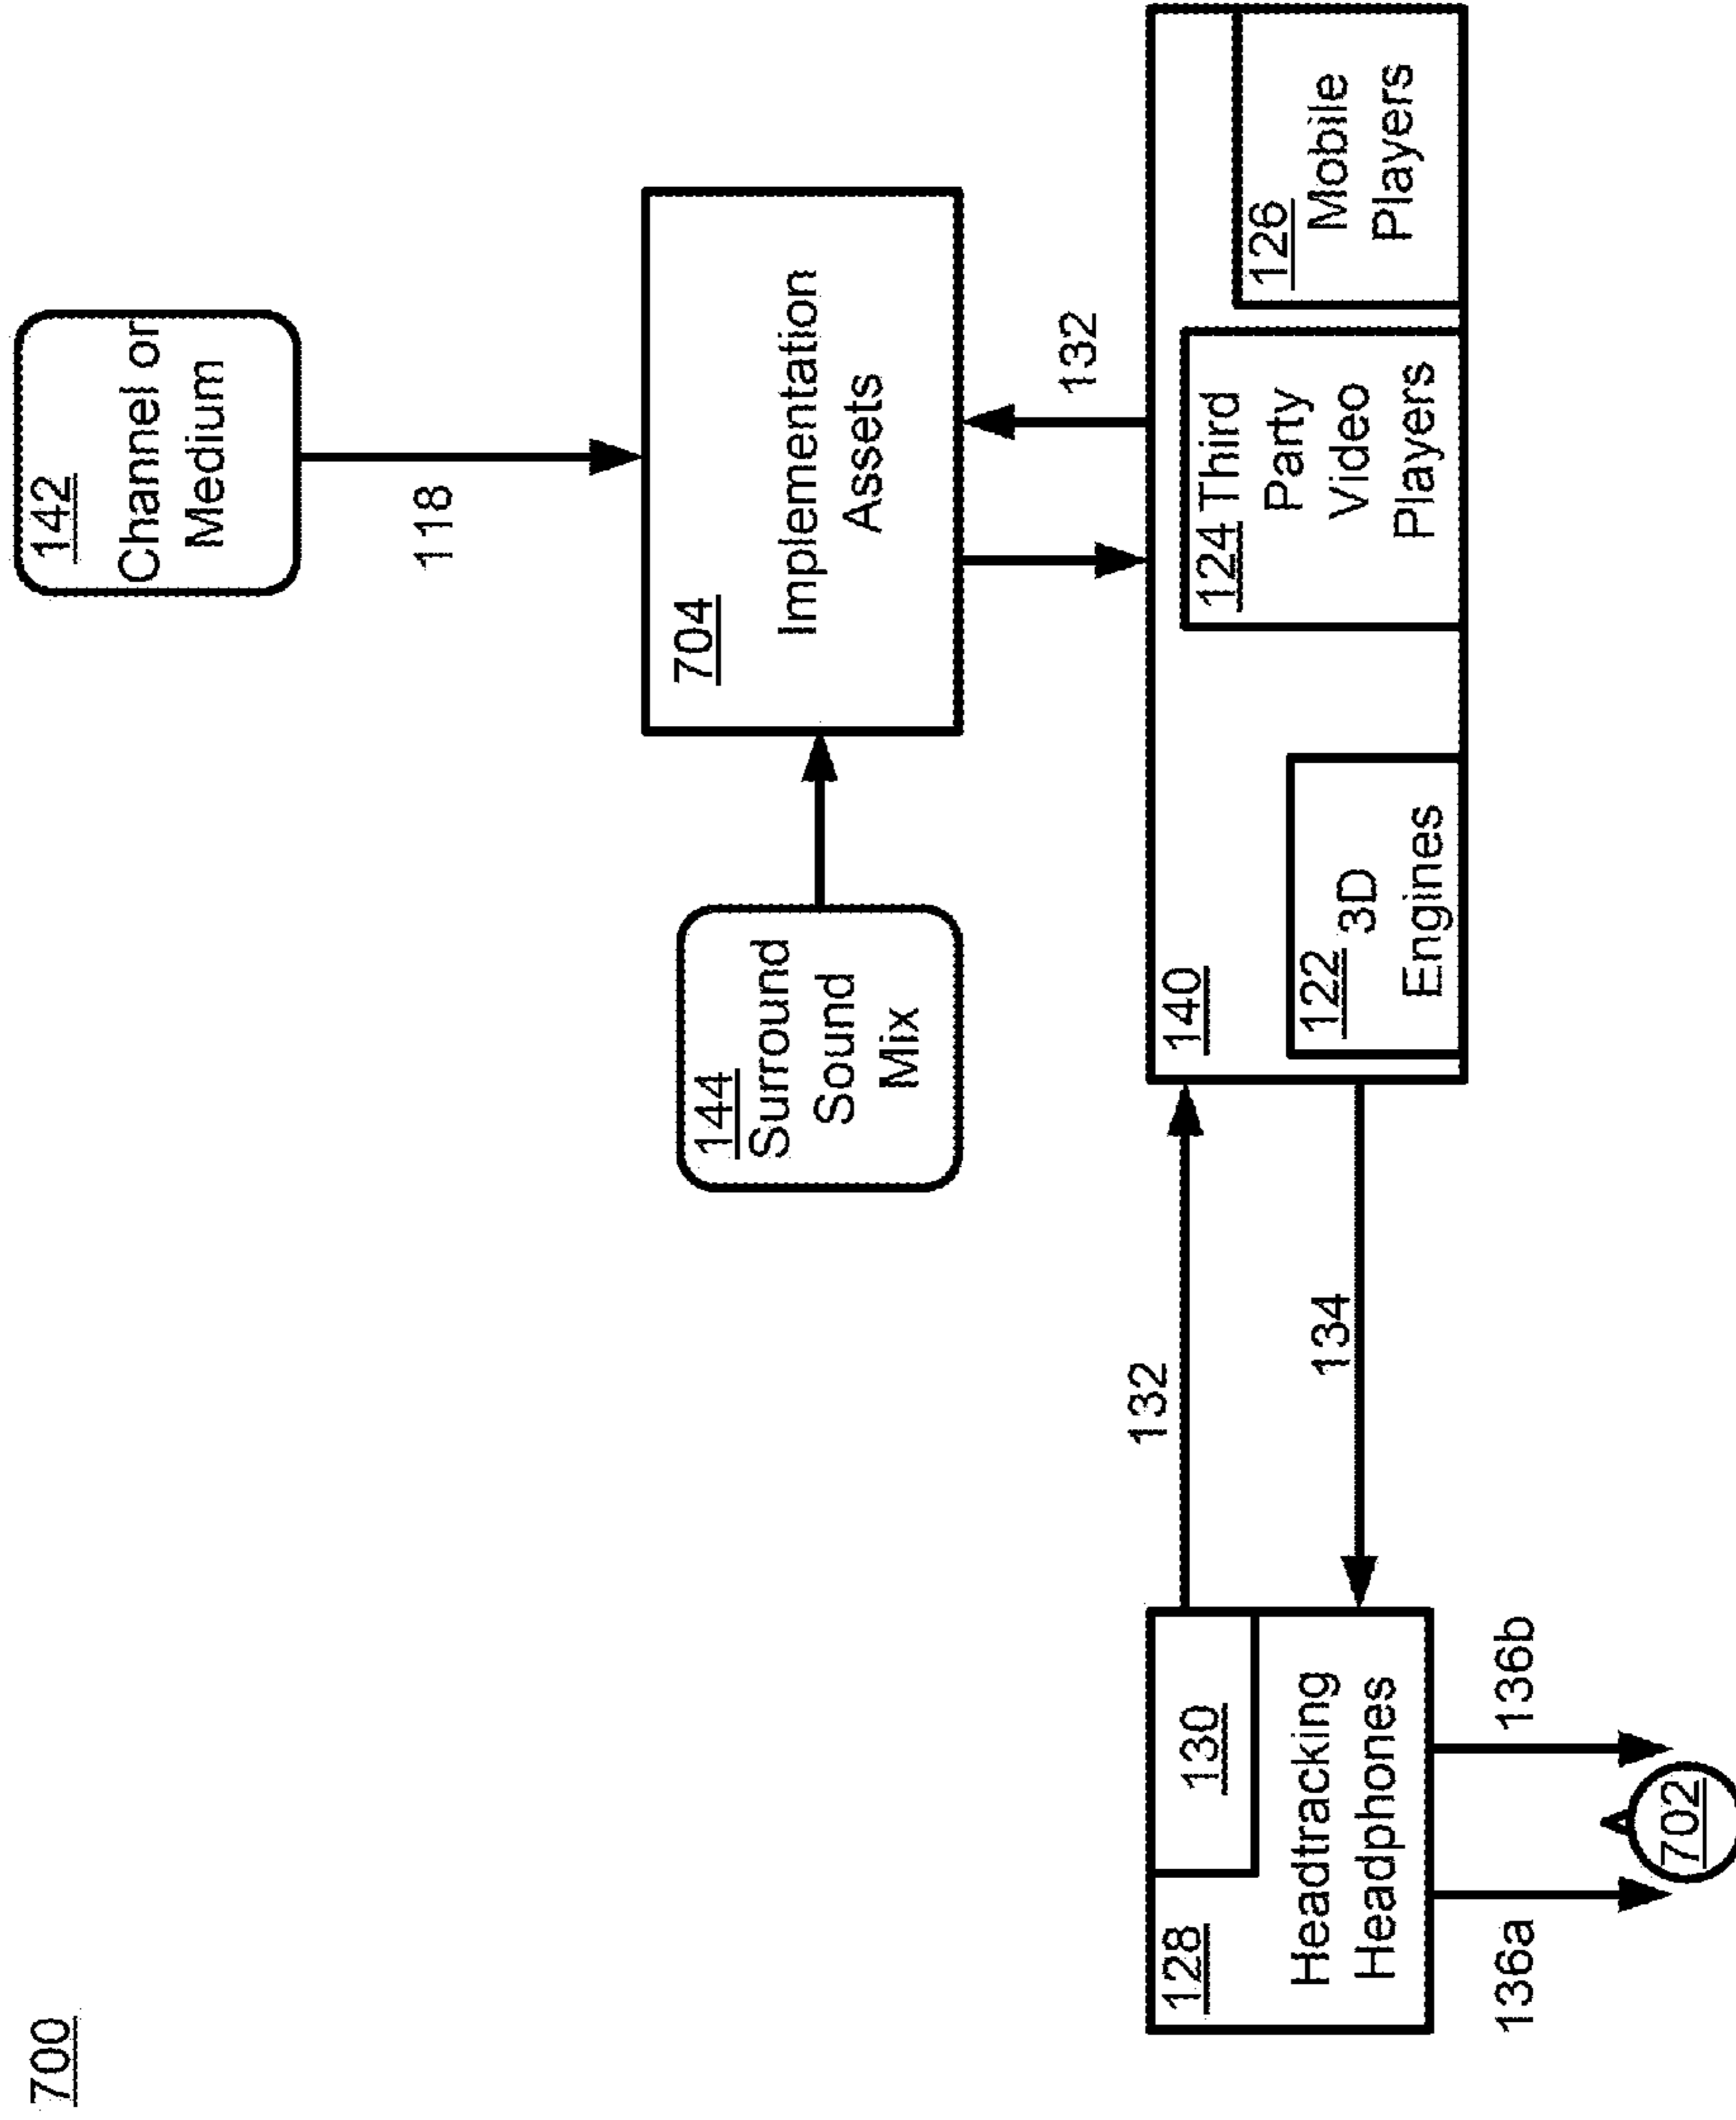 700
142
Channel or
Medium
118
704
Implementation
Assets
144
Surround
Sound
Mix
132
132
134
140
122
3D
Engines
124 Third
Party
Video
Players
126
Mobile
Players
128
130
Headtracking
Headphones
136a
136b
702